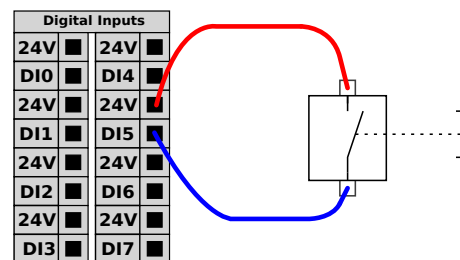 Digital Inputs
24V 24V
DI0 DI4
24V 24V
DI1 DI5
24V 24V
DI2 DI6
24V 24V
DI3 DI7